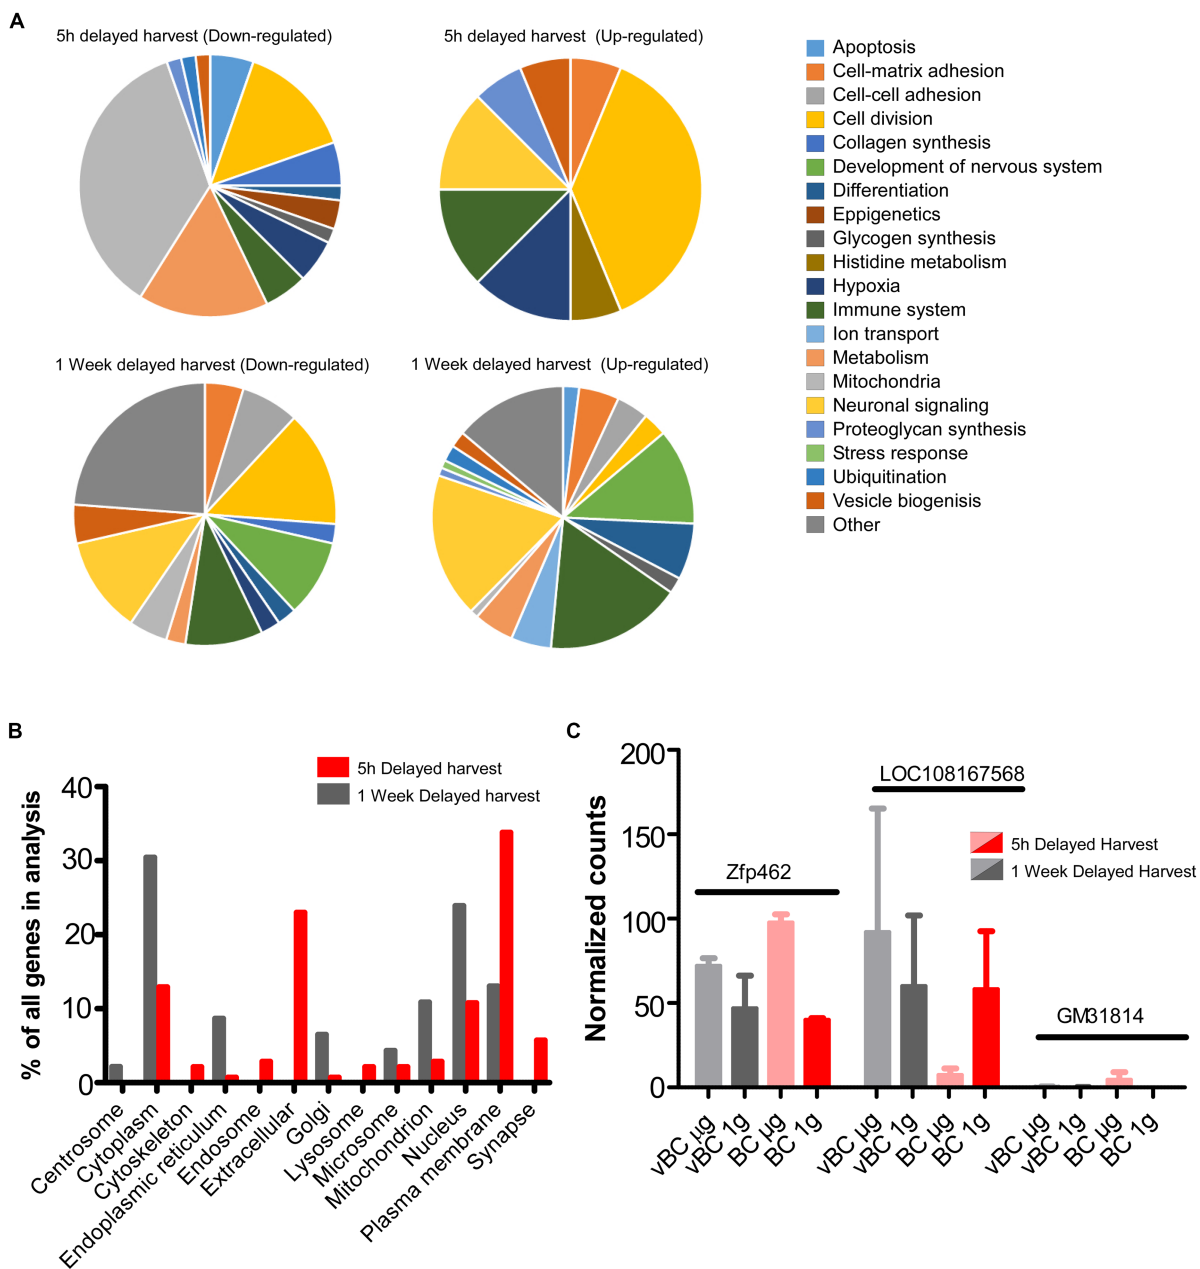 A
5h delayed harvest (Down-regulated)
5h delayed harvest (Up-regulated)
Apoptosis
Cell-matrix adhesion
Cell-cell adhesion
Cell division
Collagen synthesis
Development of nervous system
Differentiation
Eppigenetics
Glycogen synthesis
Histidine metabolism
Hypoxia
Immune system
Ion transport
Metabolism
Mitochondria
Neuronal signaling
Proteoglycan synthesis
Stress response
Ubiquitination
Vesicle biogenisis
Other
1 Week delayed harvest (Down-regulated)
1 Week delayed harvest (Up-regulated)
B
5h Delayed harvest
1 Week Delayed harvest
% of all genes in analysis
40
30
20
10
0
Centrosome
Cytoplasm
Cytoskeleton
Endoplasmic reticulum
Endosome
Extracellular
Golgi
Lysosome
Microsome
Mitochondrion
Nucleus
Plasma membrane
Synapse
C
Normalized counts
200
150
100
50
0
Zfp462
LOC108167568
GM31814
5h Delayed Harvest
1 Week Delayed Harvest
vBC µg
vBC 1g
BC µg
BC 1g
vBC µg
vBC 1g
BC µg
BC 1g
vBC µg
vBC 1g
BC µg
BC 1g